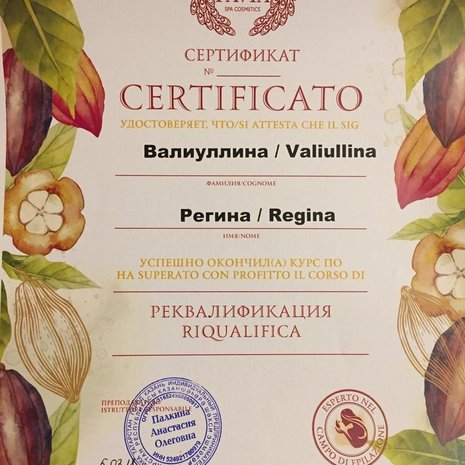 SPA COSMETICS
СЕРТИФИКАТ
№
CERTIFICATO
УДОСТОВЕРЯЕТ, ЧТО/SI ATTESTA CHE IL SIG
Валиуллина / Valiullina
ФАМИЛИЯ/COGNOME
Регина / Regina
ИМЯ/NOME
УСПЕШНО ОКОНЧИЛ(А) КУРС ПО
HA SUPERATO CON PROFITTO IL CORSO DI
РЕКВАЛИФИКАЦИЯ
RIQUALIFICA
Палкина
Анастасия
Олеговна
ESPERTO NEL
CAMPO DI EPILAZIONE